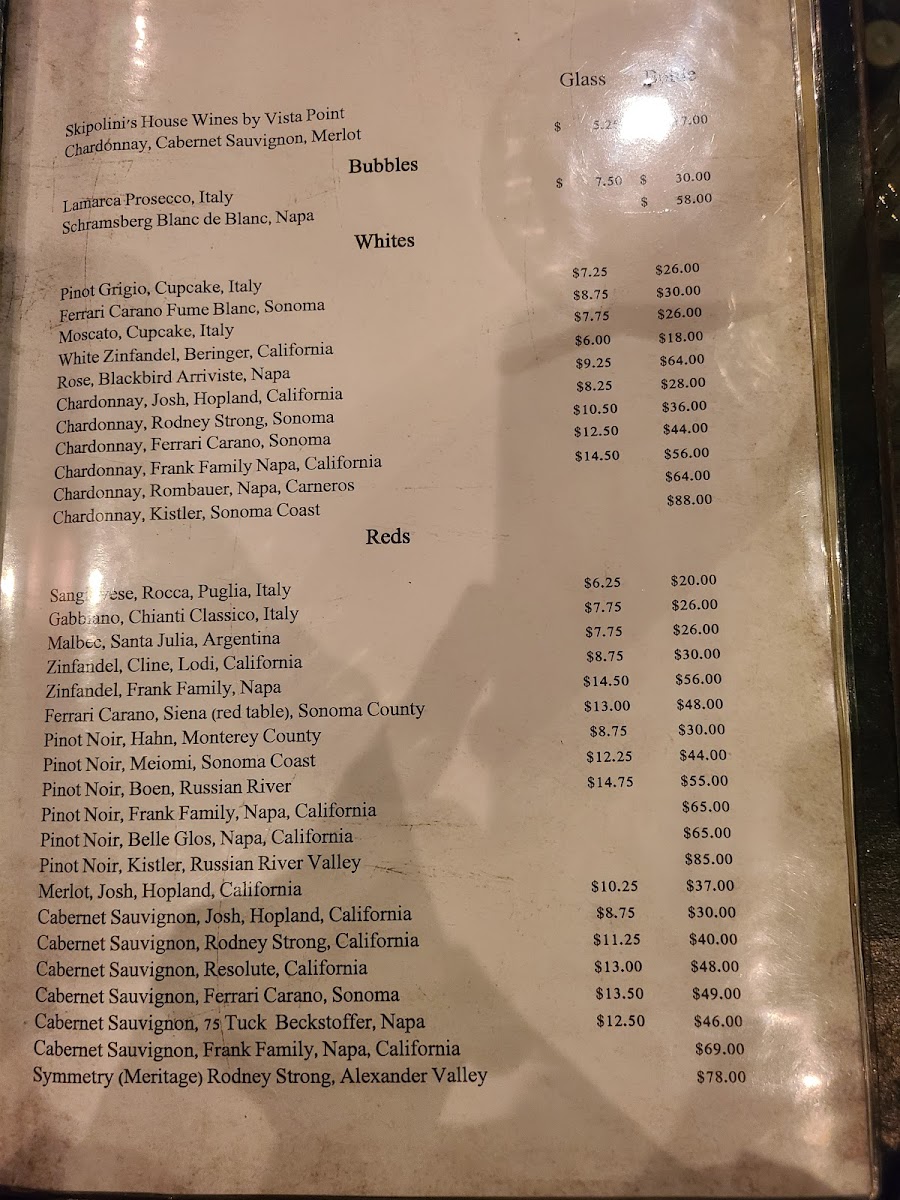 Glass
Skipolini's House Wines by Vista Point $
Chardonnay, Cabernet Sauvignon, Merlot
Bubbles
Lamarca Prosecco, Italy $ 7.50 $ 30.00
Schramsberg Blanc de Blanc, Napa $ 58.00
Whites
Pinot Grigio, Cupcake, Italy $7.25 $26.00
Ferrari Carano Fume Blanc, Sonoma $8.75 $30.00
Moscato, Cupcake, Italy $7.75 $26.00
White Zinfandel, Beringer, California $6.00 $18.00
Rose, Blackbird Arriviste, Napa $9.25 $64.00
Chardonnay, Josh, Hopland, California $8.25 $28.00
Chardonnay, Rodney Strong, Sonoma $10.50 $36.00
Chardonnay, Ferrari Carano, Sonoma $12.50 $44.00
Chardonnay, Frank Family Napa, California $14.50 $56.00
Chardonnay, Rombauer, Napa, Carneros $64.00
Chardonnay, Kistler, Sonoma Coast $88.00
Reds
Rocca, Puglia, Italy $6.25 $20.00
Gabbiano, Chianti Classico, Italy $7.75 $26.00
Malbec, Santa Julia, Argentina $7.75 $26.00
Zinfandel, Cline, Lodi, California $8.75 $30.00
Zinfandel, Frank Family, Napa $14.50 $56.00
Ferrari Carano, Siena (red table), Sonoma County $13.00 $48.00
Pinot Noir, Hahn, Monterey County $8.75 $30.00
Pinot Noir, Meiomi, Sonoma Coast $12.25 $44.00
Pinot Noir, Boen, Russian River $14.75 $55.00
Pinot Noir, Frank Family, Napa, California $65.00
Pinot Noir, Belle Glos, Napa, California $65.00
Pinot Noir, Kistler, Russian River Valley $85.00
Merlot, Josh, Hopland, California $10.25 $37.00
Cabernet Sauvignon, Josh, Hopland, California $8.75 $30.00
Cabernet Sauvignon, Rodney Strong, California $11.25 $40.00
Cabernet Sauvignon, Resolute, California $13.00 $48.00
Cabernet Sauvignon, Ferrari Carano, Sonoma $13.50 $49.00
Cabernet Sauvignon, 75 Tuck Beckstoffer, Napa $12.50 $46.00
Cabernet Sauvignon, Frank Family, Napa, California $69.00
Symmetry (Meritage) Rodney Strong, Alexander Valley $78.00